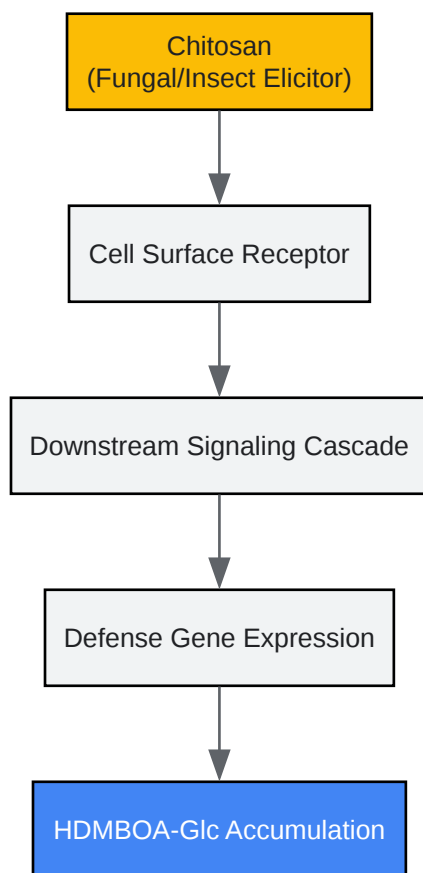 Chitosan
(Fungal/Insect Elicitor)
Cell Surface Receptor
Downstream Signaling Cascade
Defense Gene Expression
HDMBOA-Glc Accumulation